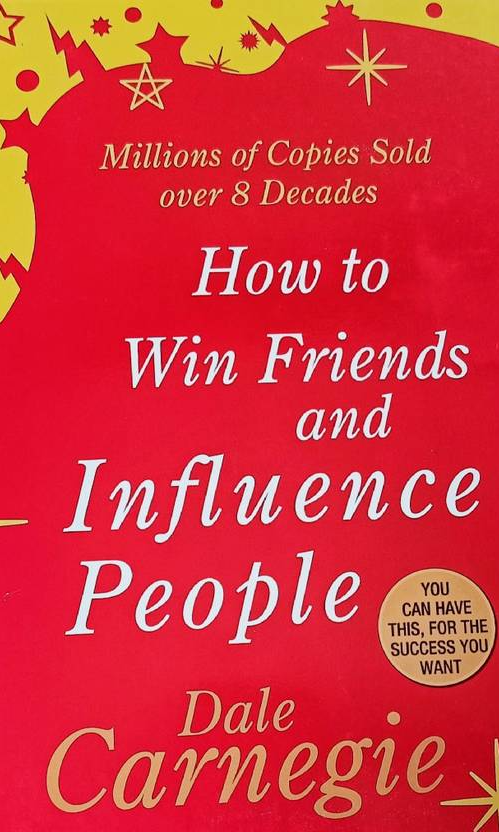 Millions of Copies Sold
over 8 Decades
How to
Win Friends
and
Influence
People
YOU
CAN HAVE
THIS, FOR THE
SUCCESS YOU
WANT
Dale
Carnegie